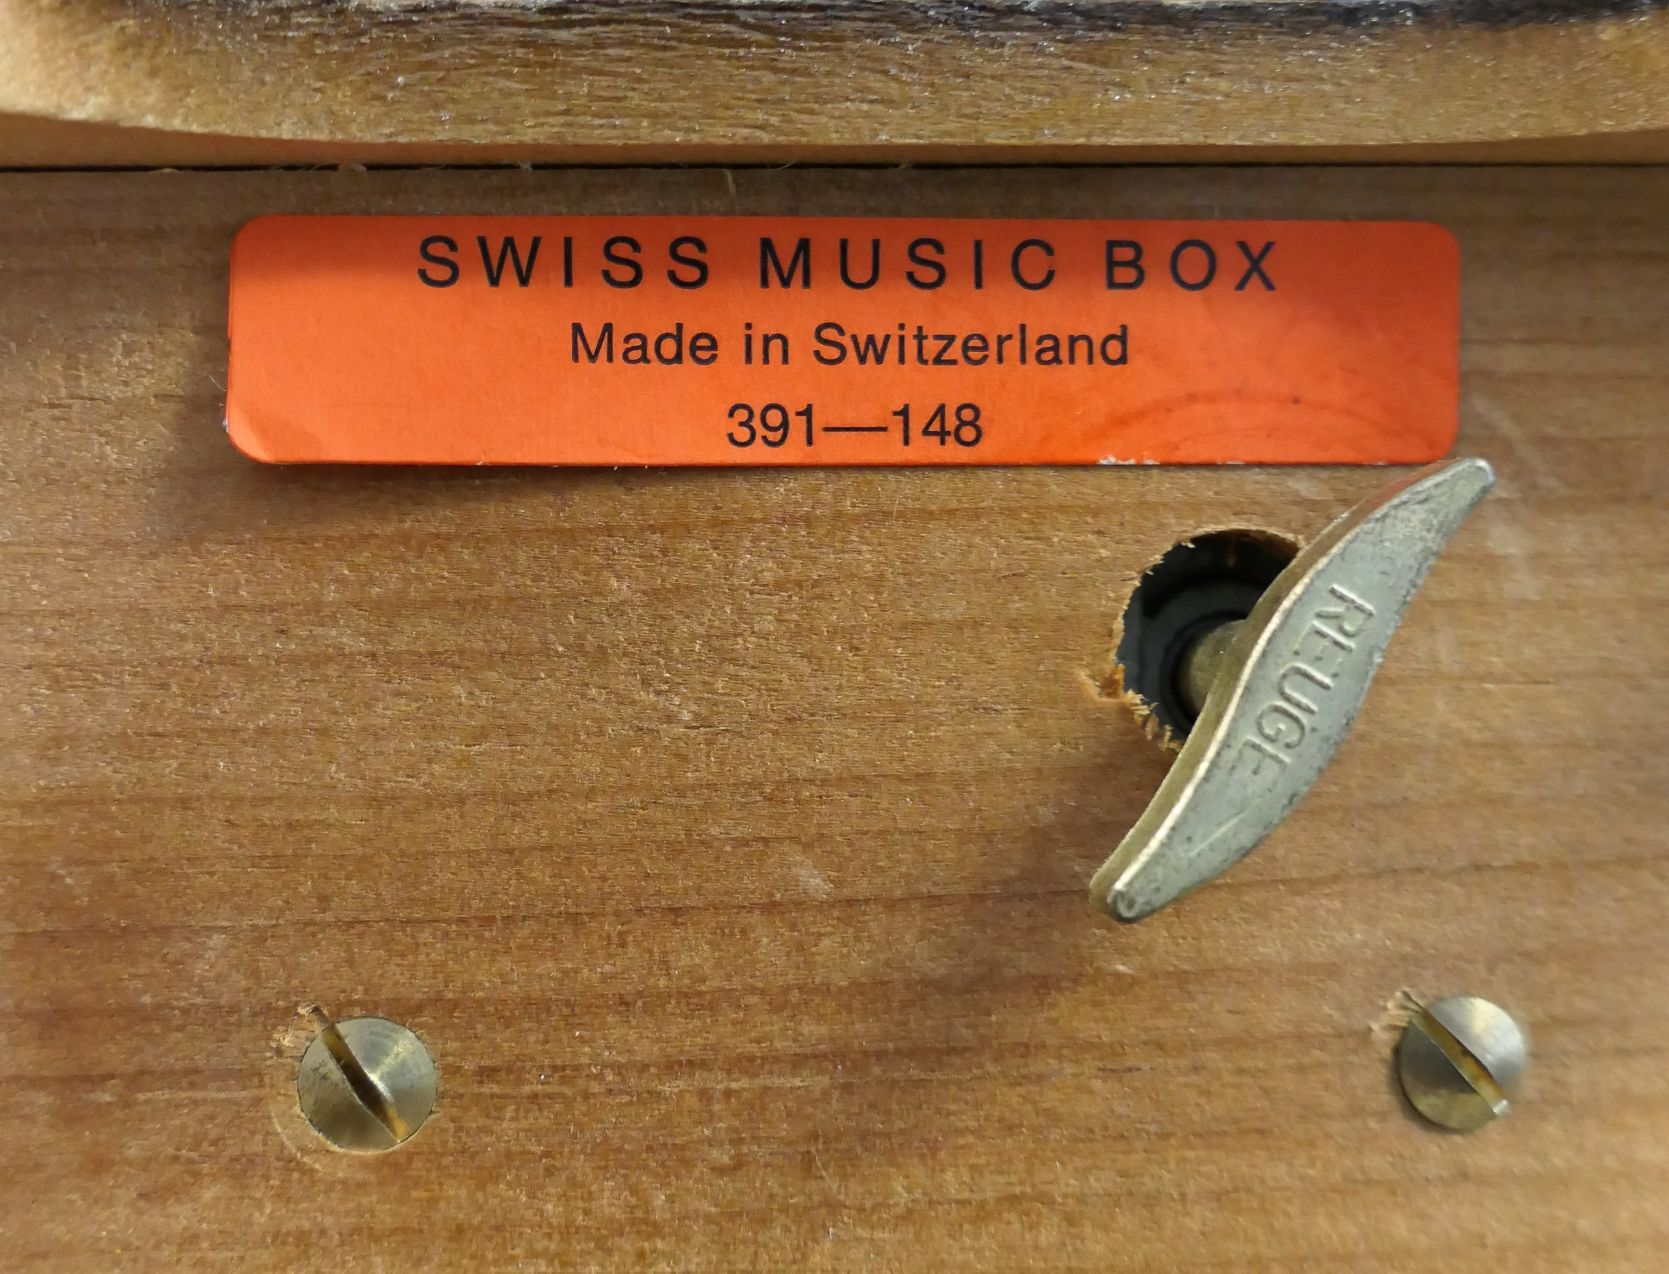 SWISS MUSIC BOX
Made in Switzerland
391—148
REUGE